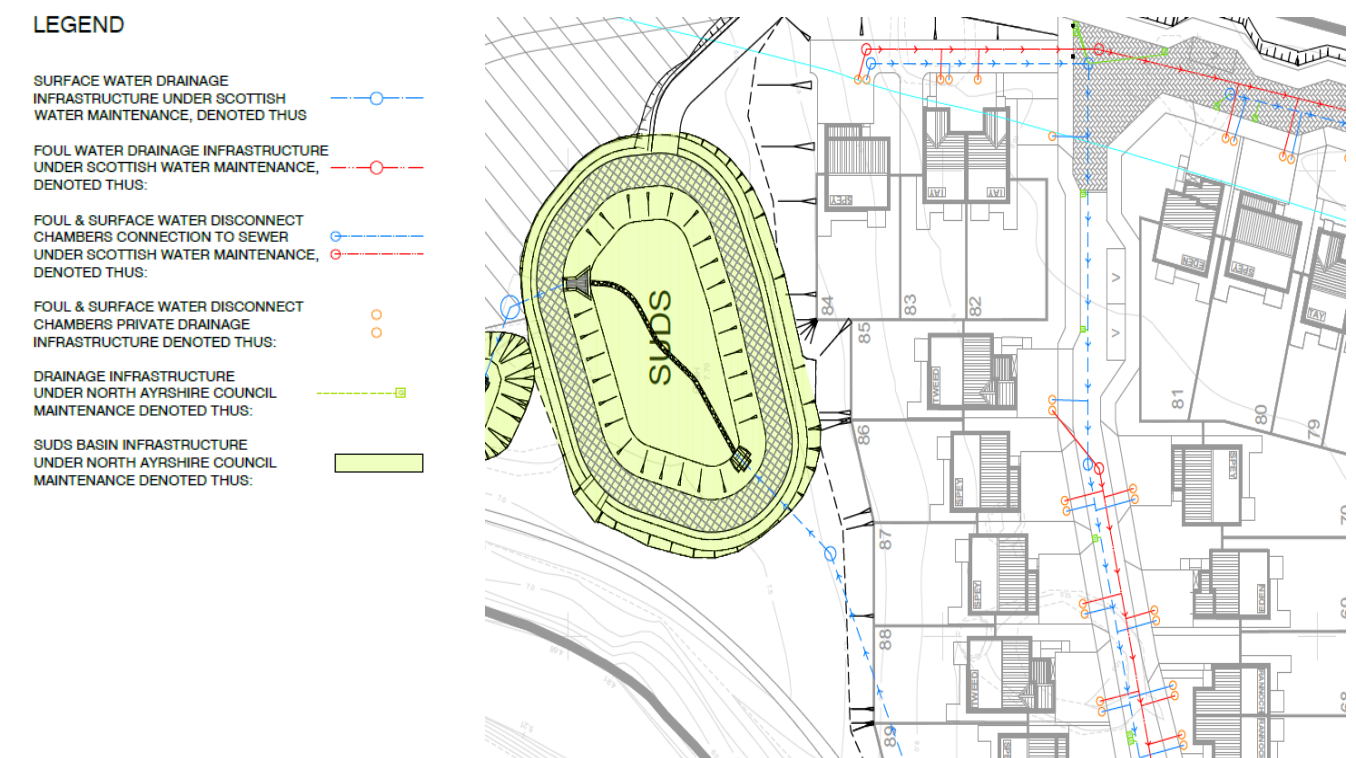 LEGEND
SURFACE WATER DRAINAGE
INFRASTRUCTURE UNDER SCOTTISH
WATER MAINTENANCE, DENOTED THUS
FOUL WATER DRAINAGE INFRASTRUCTURE
UNDER SCOTTISH WATER MAINTENANCE,
DENOTED THUS:
FOUL & SURFACE WATER DISCONNECT
CHAMBERS CONNECTION TO SEWER
UNDER SCOTTISH WATER MAINTENANCE,
DENOTED THUS:
FOUL & SURFACE WATER DISCONNECT
CHAMBERS PRIVATE DRAINAGE
INFRASTRUCTURE DENOTED THUS:
DRAINAGE INFRASTRUCTURE
UNDER NORTH AYRSHIRE COUNCIL
MAINTENANCE DENOTED THUS:
SUDS BASIN INFRASTRUCTURE
UNDER NORTH AYRSHIRE COUNCIL
MAINTENANCE DENOTED THUS:
SUDS
SPEY
TAY
TAY
84
83
82
EDEN
SPEY
TAY
81
80
79
85
TWEED
86
SPEY
SPEY
87
SPEY
EDEN
88
TWEED
89
69
68
V
V